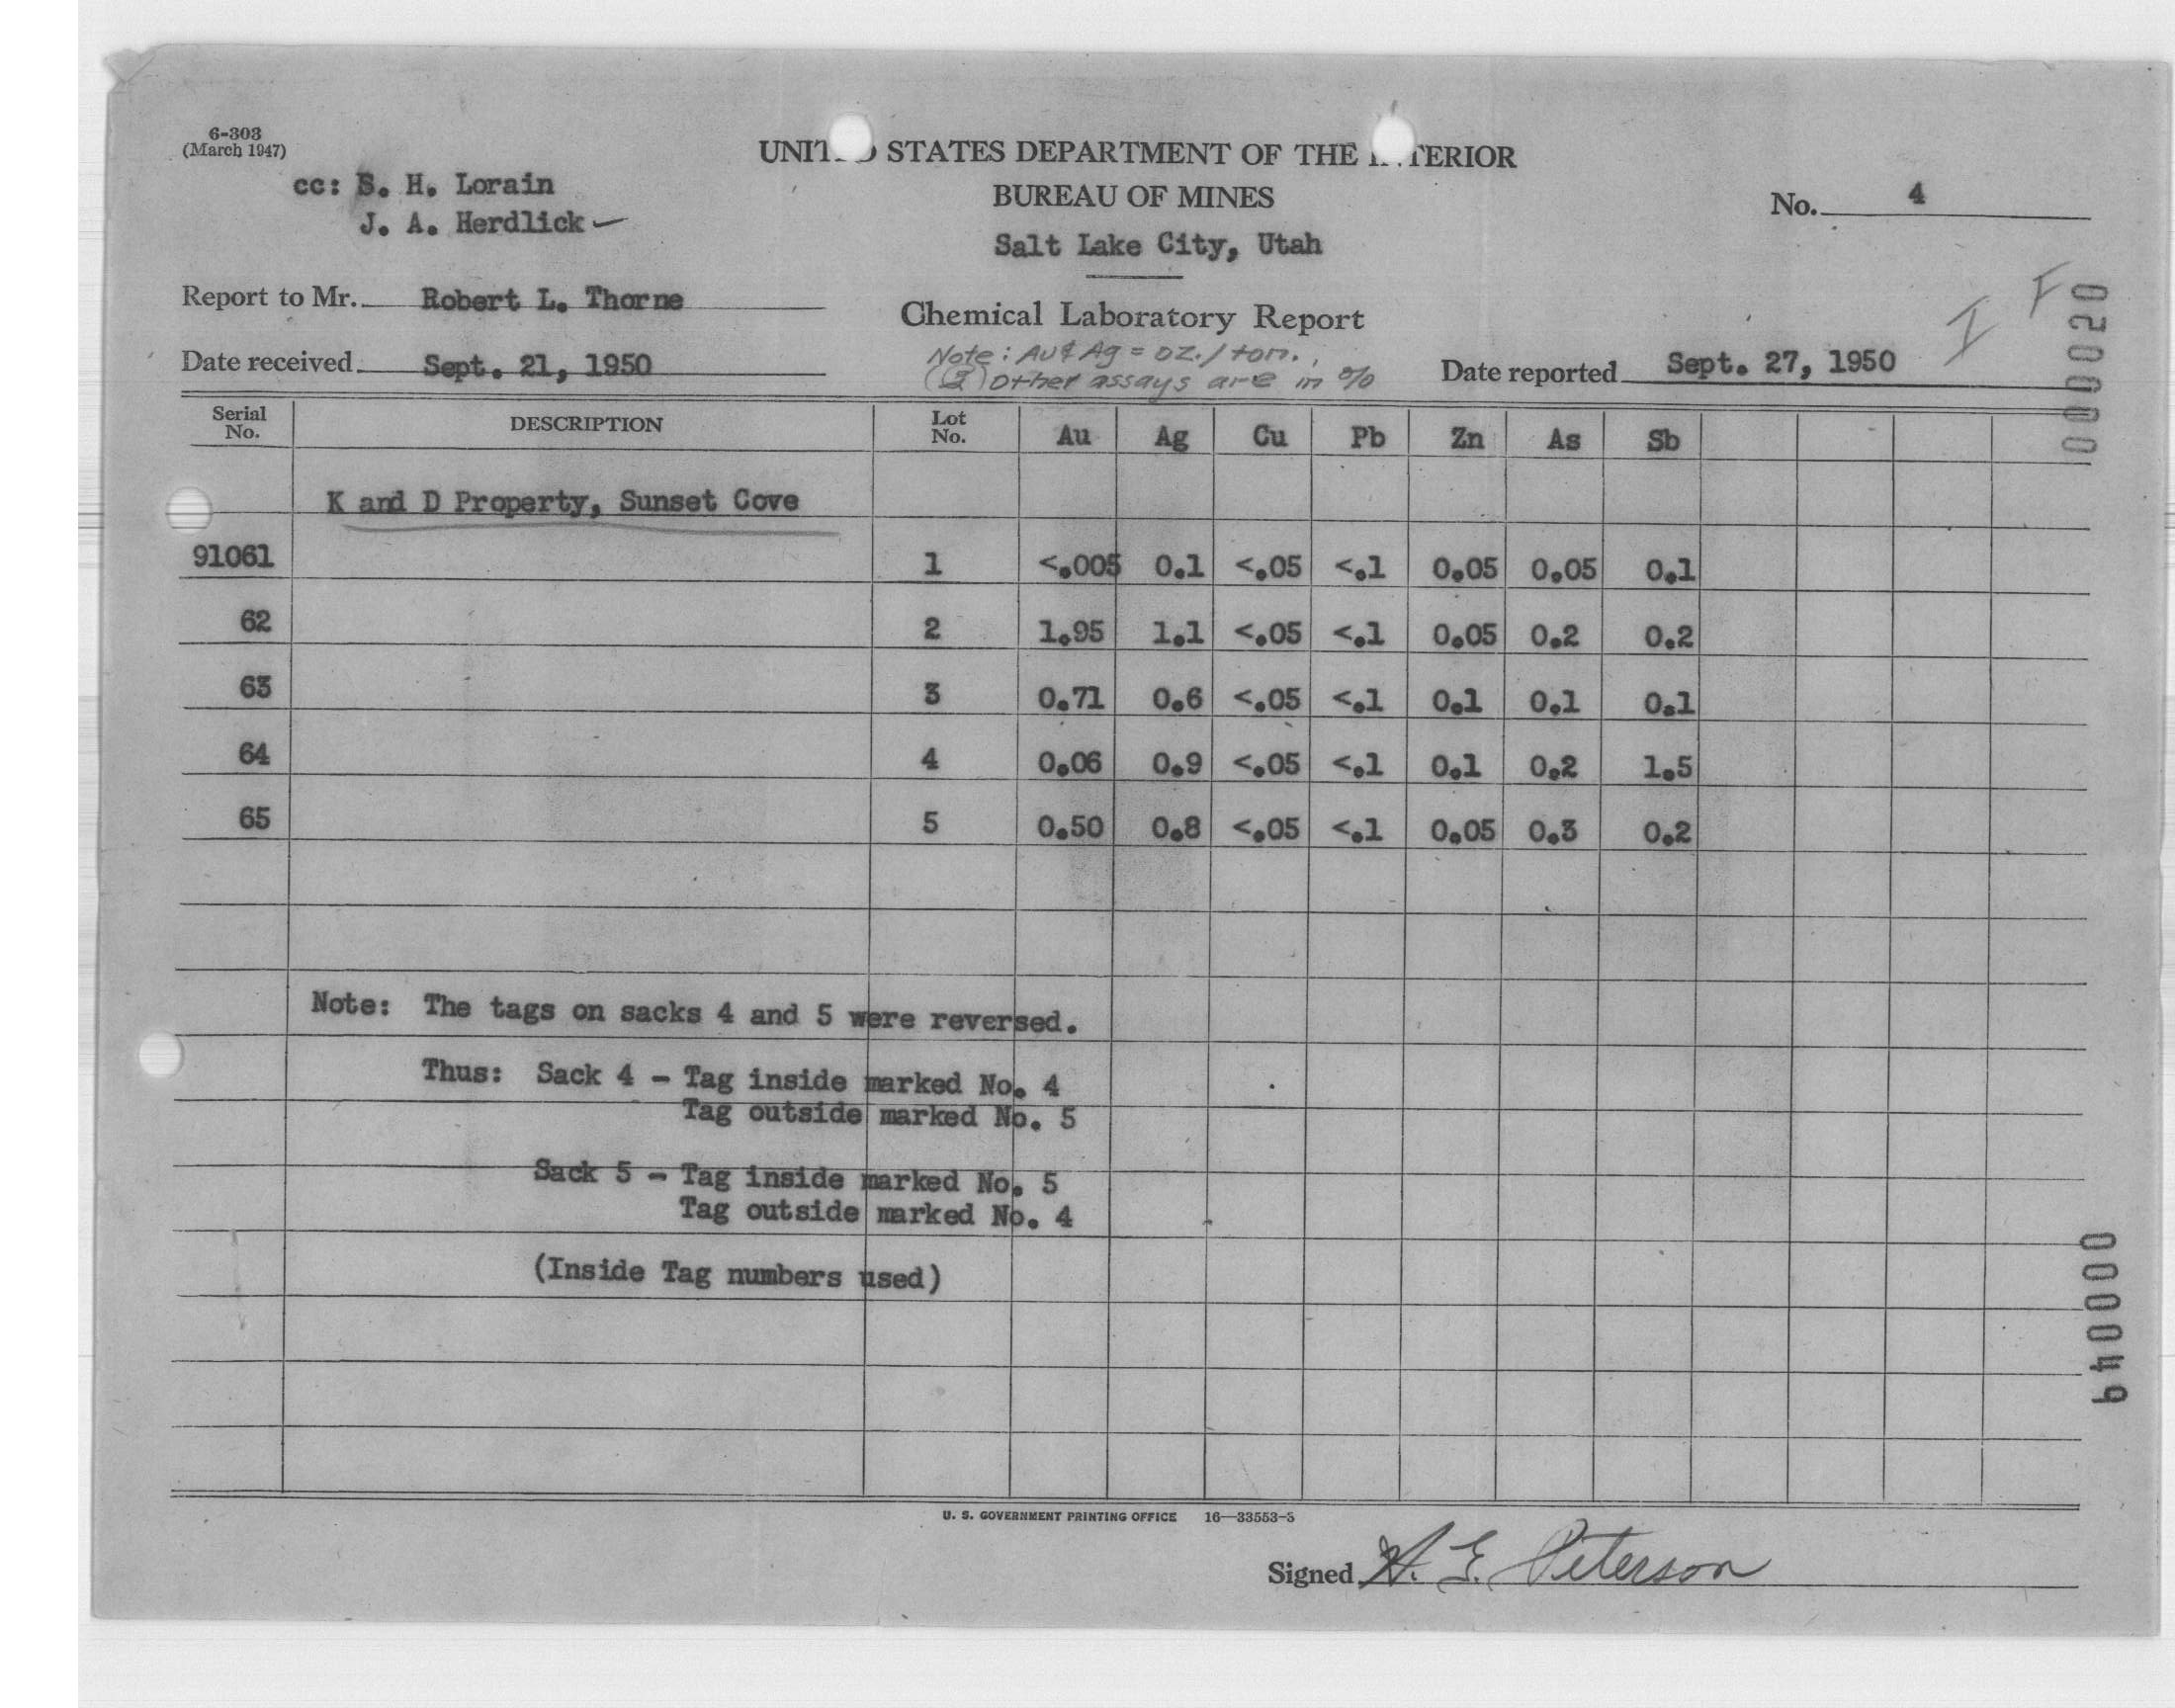 6-303
(March 1947)
cc: S. H. Lorain
J. A. Herdlick
UNITED STATES DEPARTMENT OF THE INTERIOR
BUREAU OF MINES
Salt Lake City, Utah
No. 4
Report to Mr. Robert L. Thorne
Chemical Laboratory Report
Date received Sept. 21, 1950
Note: Au & Ag = oz./ton.,
other assays are in %
Date reported Sept. 27, 1950
I F
000020
Serial No. DESCRIPTION Lot No. Au Ag Cu Pb Zn As Sb
K and D Property, Sunset Cove
91061 1 <.005 0.1 <.05 <.1 0.05 0.05 0.1
62 2 1.95 1.1 <.05 <.1 0.05 0.2 0.2
63 3 0.71 0.6 <.05 <.1 0.1 0.1 0.1
64 4 0.06 0.9 <.05 <.1 0.1 0.2 1.5
65 5 0.50 0.8 <.05 <.1 0.05 0.3 0.2
Note: The tags on sacks 4 and 5 were reversed.
Thus: Sack 4 - Tag inside marked No. 4
Tag outside marked No. 5
Sack 5 - Tag inside marked No. 5
Tag outside marked No. 4
(Inside Tag numbers used)
000049
U. S. GOVERNMENT PRINTING OFFICE 16—33553-3
Signed H. E. Peterson